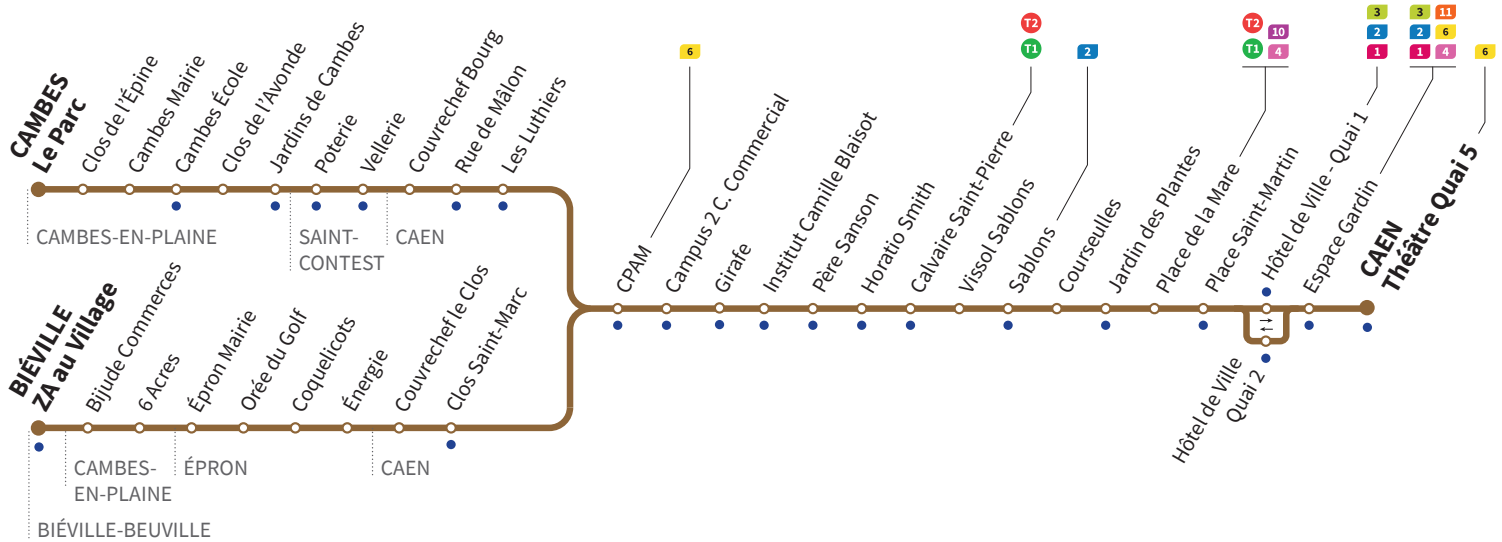 CAMBES
Le Parc
Clos de l'Épine
Cambes Mairie
Cambes École
Clos de l'Avonde
Jardins de Cambes
Poterie
Vellerie
Couvrechef Bourg
Rue de Mâlon
Les Luthiers
CAMBES-EN-PLAINE
SAINT-
CONTEST
CAEN
BIÉVILLE
ZA au Village
Bijude Commerces
6 Acres
Épron Mairie
Orée du Golf
Coquelicots
Énergie
Couvrechef le Clos
Clos Saint-Marc
CAMBES-
EN-PLAINE
ÉPRON
CAEN
BIÉVILLE-BEUVILLE
6
CPAM
Campus 2 C. Commercial
Girafe
Institut Camille Blaisot
Père Sanson
Horatio Smith
T2
T1
Calvaire Saint-Pierre
Vissol Sablons
2
Sablons
Courseulles
Jardin des Plantes
T2 10
T1 4
Place de la Mare
Place Saint-Martin
3
2
1
Hôtel de Ville - Quai 1
Hôtel de Ville
Quai 2
3 11
2 6
1 4
Espace Gardin
6
CAEN
Théâtre Quai 5